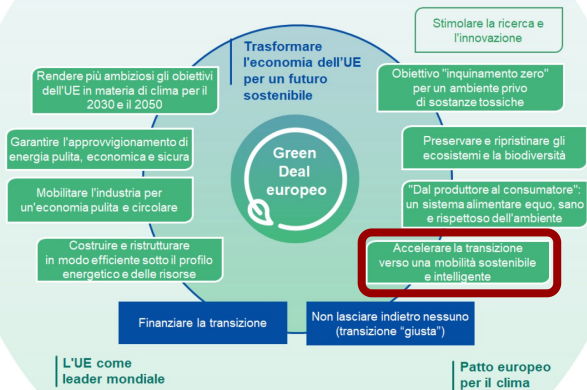 Stimolare la ricerca e
l'innovazione
Trasformare
l'economia dell'UE
per un futuro
sostenibile
Rendere più ambiziosi gli obiettivi
dell'UE in materia di clima per il
2030 e il 2050
Obiettivo "inquinamento zero"
per un ambiente privo
di sostanze tossiche
Garantire l'approvvigionamento di
energia pulita, economica e sicura
Preservare e ripristinare gli
ecosistemi e la biodiversità
Green
Deal
europeo
Mobilitare l'industria per
un'economia pulita e circolare
"Dal produttore al consumatore":
un sistema alimentare equo, sano
e rispettoso dell'ambiente
Costruire e ristrutturare
in modo efficiente sotto il profilo
energetico e delle risorse
Accelerare la transizione
verso una mobilità sostenibile
e intelligente
Finanziare la transizione
Non lasciare indietro nessuno
(transizione "giusta")
L'UE come
leader mondiale
Patto europeo
per il clima